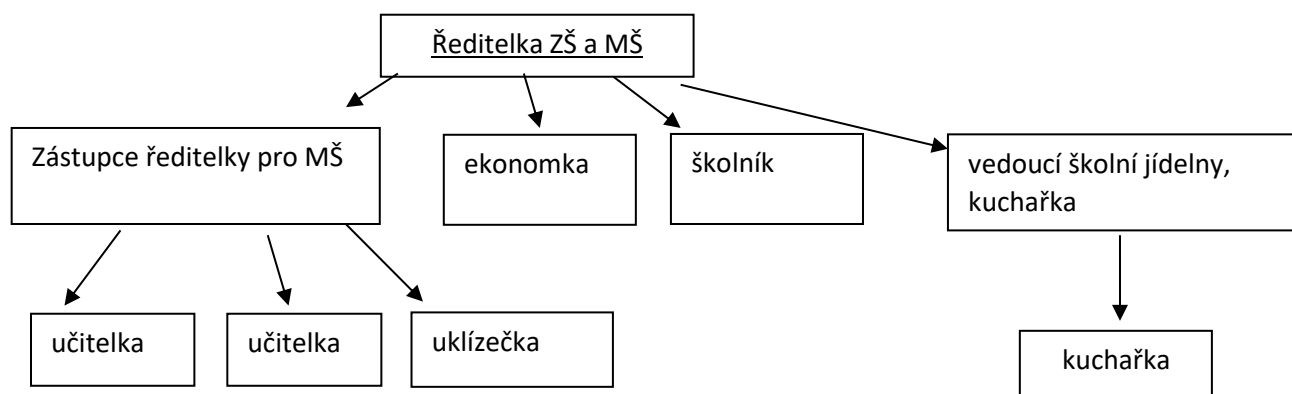 Ředitelka ZŠ a MŠ
Zástupce ředitelky pro MŠ
ekonomka
školník
vedoucí školní jídelny,
kuchařka
učitelka
učitelka
uklízečka
kuchařka